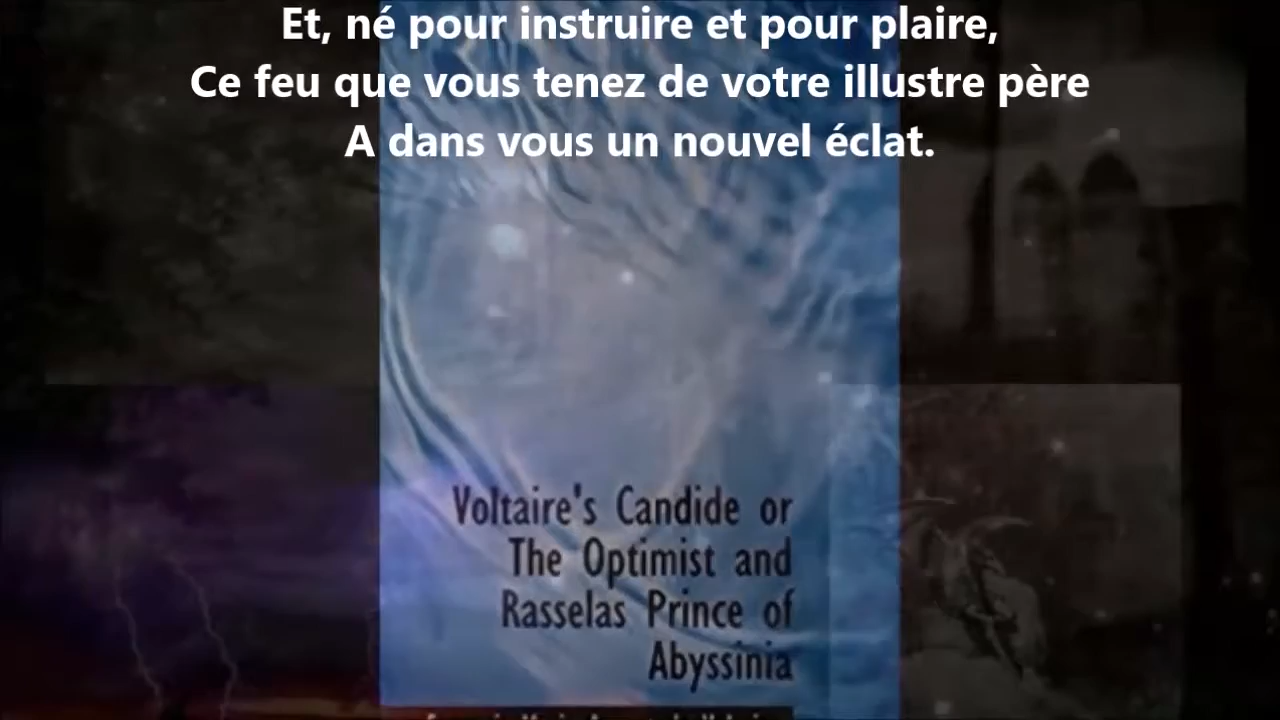 Et, né pour instruire et pour plaire,
Ce feu que vous tenez de votre illustre père
A dans vous un nouvel éclat.
Voltaire's Candide or
The Optimist and
Rasselas Prince of
Abyssinia